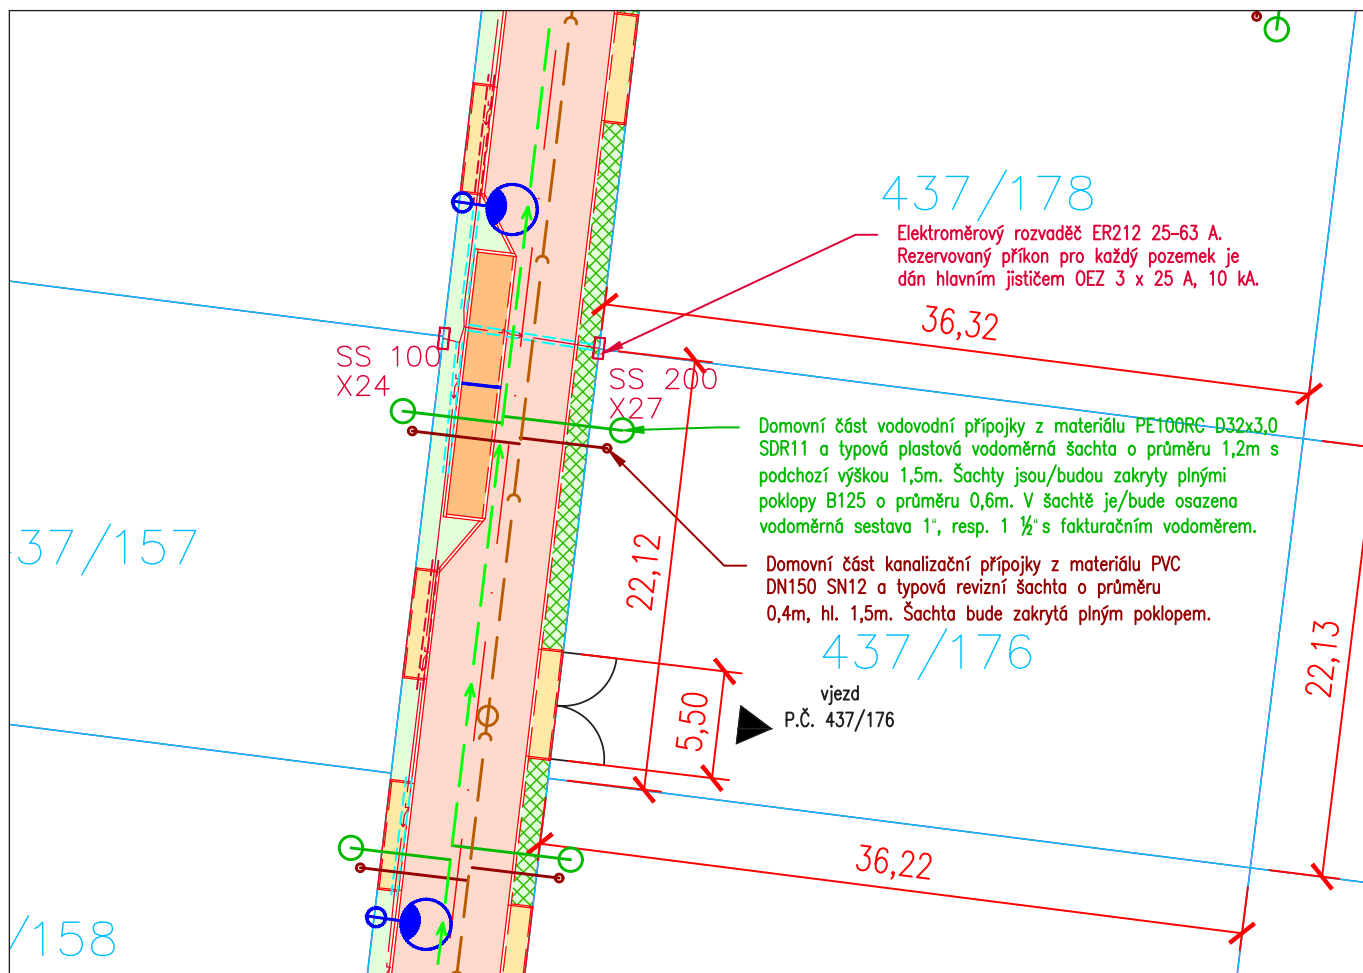 437/178
Elektroměrový rozvaděč ER212 25-63 A.
Rezervovaný příkon pro každý pozemek je
dán hlavním jističem OEZ 3 x 25 A, 10 kA.
36,32
SS 100
X24
SS 200
X27
Domovní část vodovodní přípojky z materiálu PE100RC D32x3,0
SDR11 a typová plastová vodoměrná šachta o průměru 1,2m s
podchozí výškou 1,5m. Šachty jsou/budou zakryty plnými
poklopy B125 o průměru 0,6m. V šachtě je/bude osazena
vodoměrná sestava 1", resp. 1 ½" s fakturačním vodoměrem.
37/157
22,12
Domovní část kanalizační přípojky z materiálu PVC
DN150 SN12 a typová revizní šachta o průměru
0,4m, hl. 1,5m. Šachta bude zakrytá plným poklopem.
437/176
22,13
vjezd
P.Č. 437/176
5,50
36,22
/158